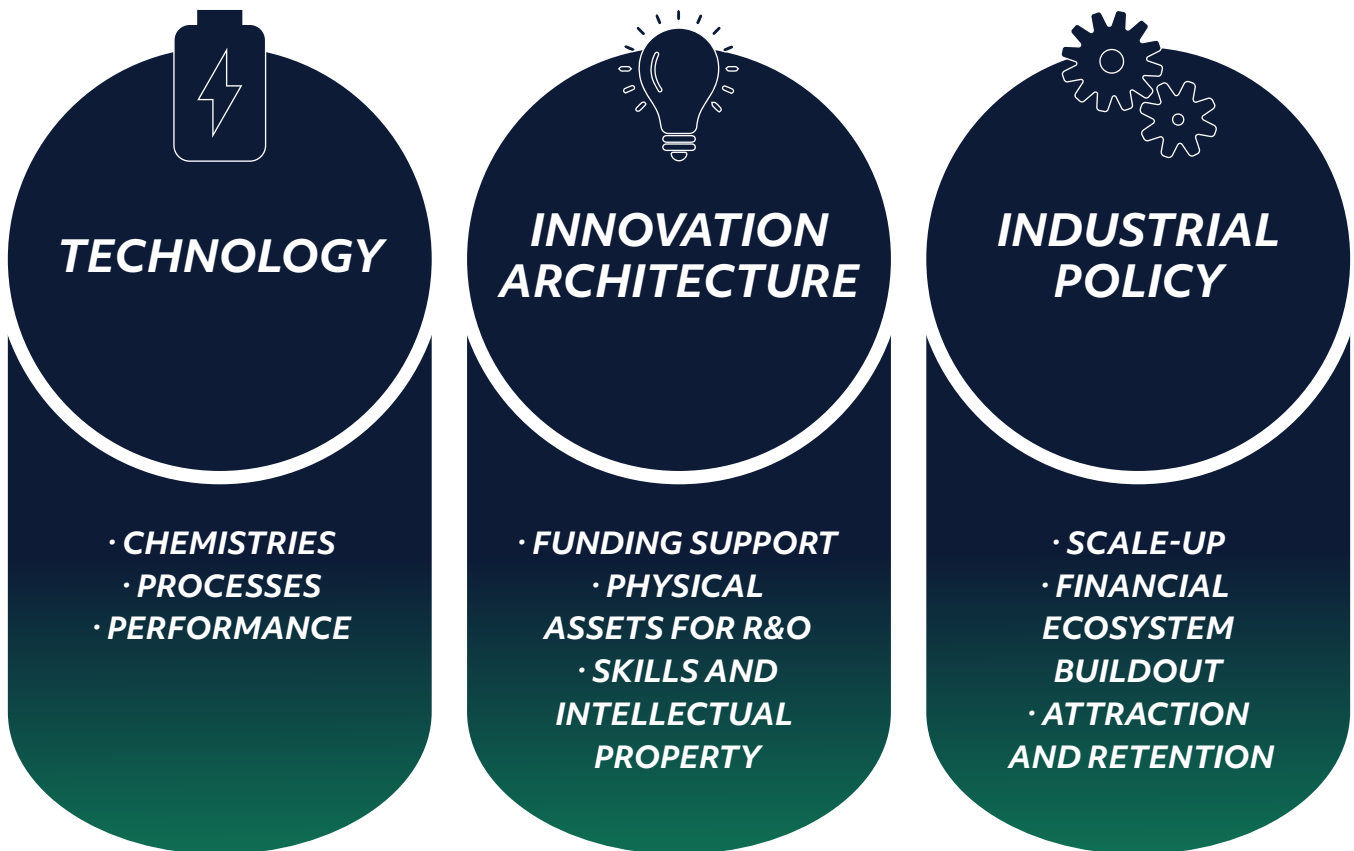 TECHNOLOGY
· CHEMISTRIES
· PROCESSES
· PERFORMANCE
INNOVATION
ARCHITECTURE
· FUNDING SUPPORT
· PHYSICAL
ASSETS FOR R&O
· SKILLS AND
INTELLECTUAL
PROPERTY
INDUSTRIAL
POLICY
· SCALE-UP
· FINANCIAL
ECOSYSTEM
BUILDOUT
· ATTRACTION
AND RETENTION